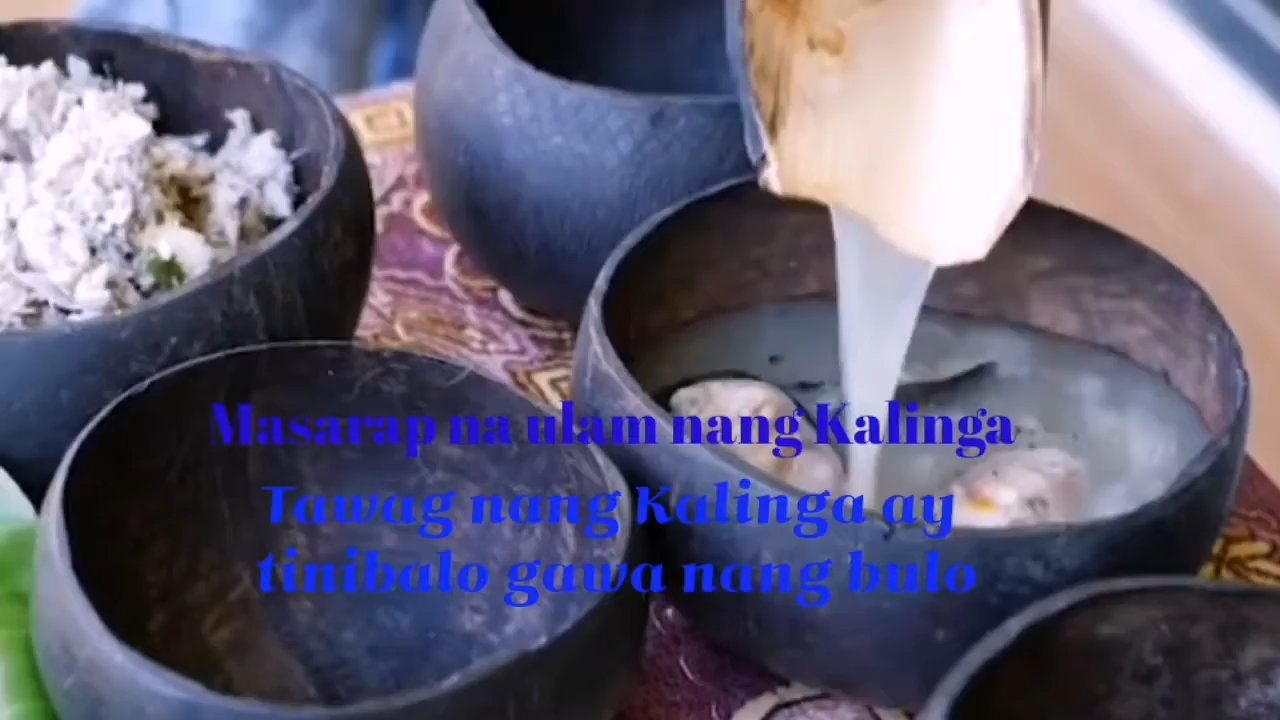 Masarap na ulam nang Kalinga
Tawag nang Kalinga ay
tinibalo gawa nang bulo